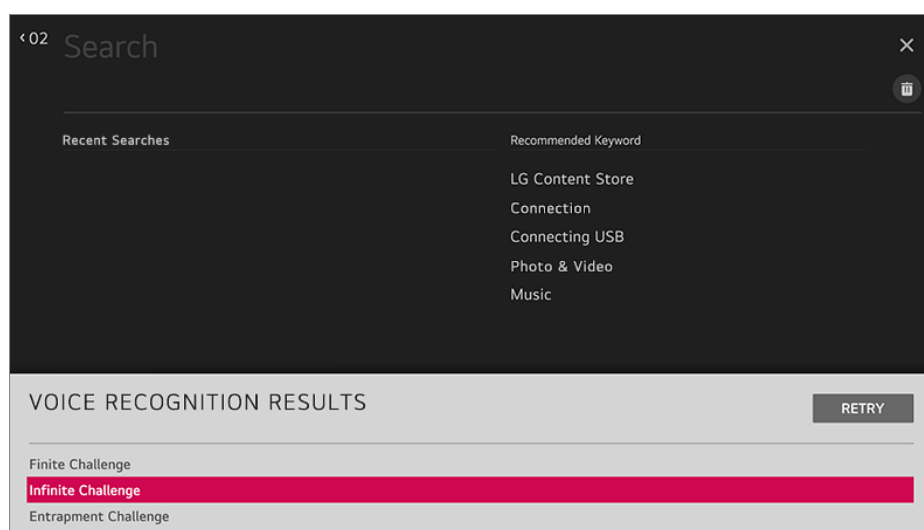 02
Search
Recent Searches
Recommended Keyword
LG Content Store
Connection
Connecting USB
Photo & Video
Music
VOICE RECOGNITION RESULTS
RETRY
Finite Challenge
Infinite Challenge
Entrapment Challenge